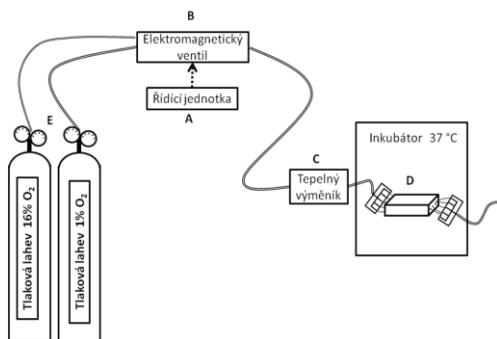 B
Elektromagnetický
ventil
Řídící jednotka
A
E
C
Tepelný
výměník
Inkubátor 37 °C
D
Tlaková lahev 16% O₂
Tlaková lahev 1% O₂